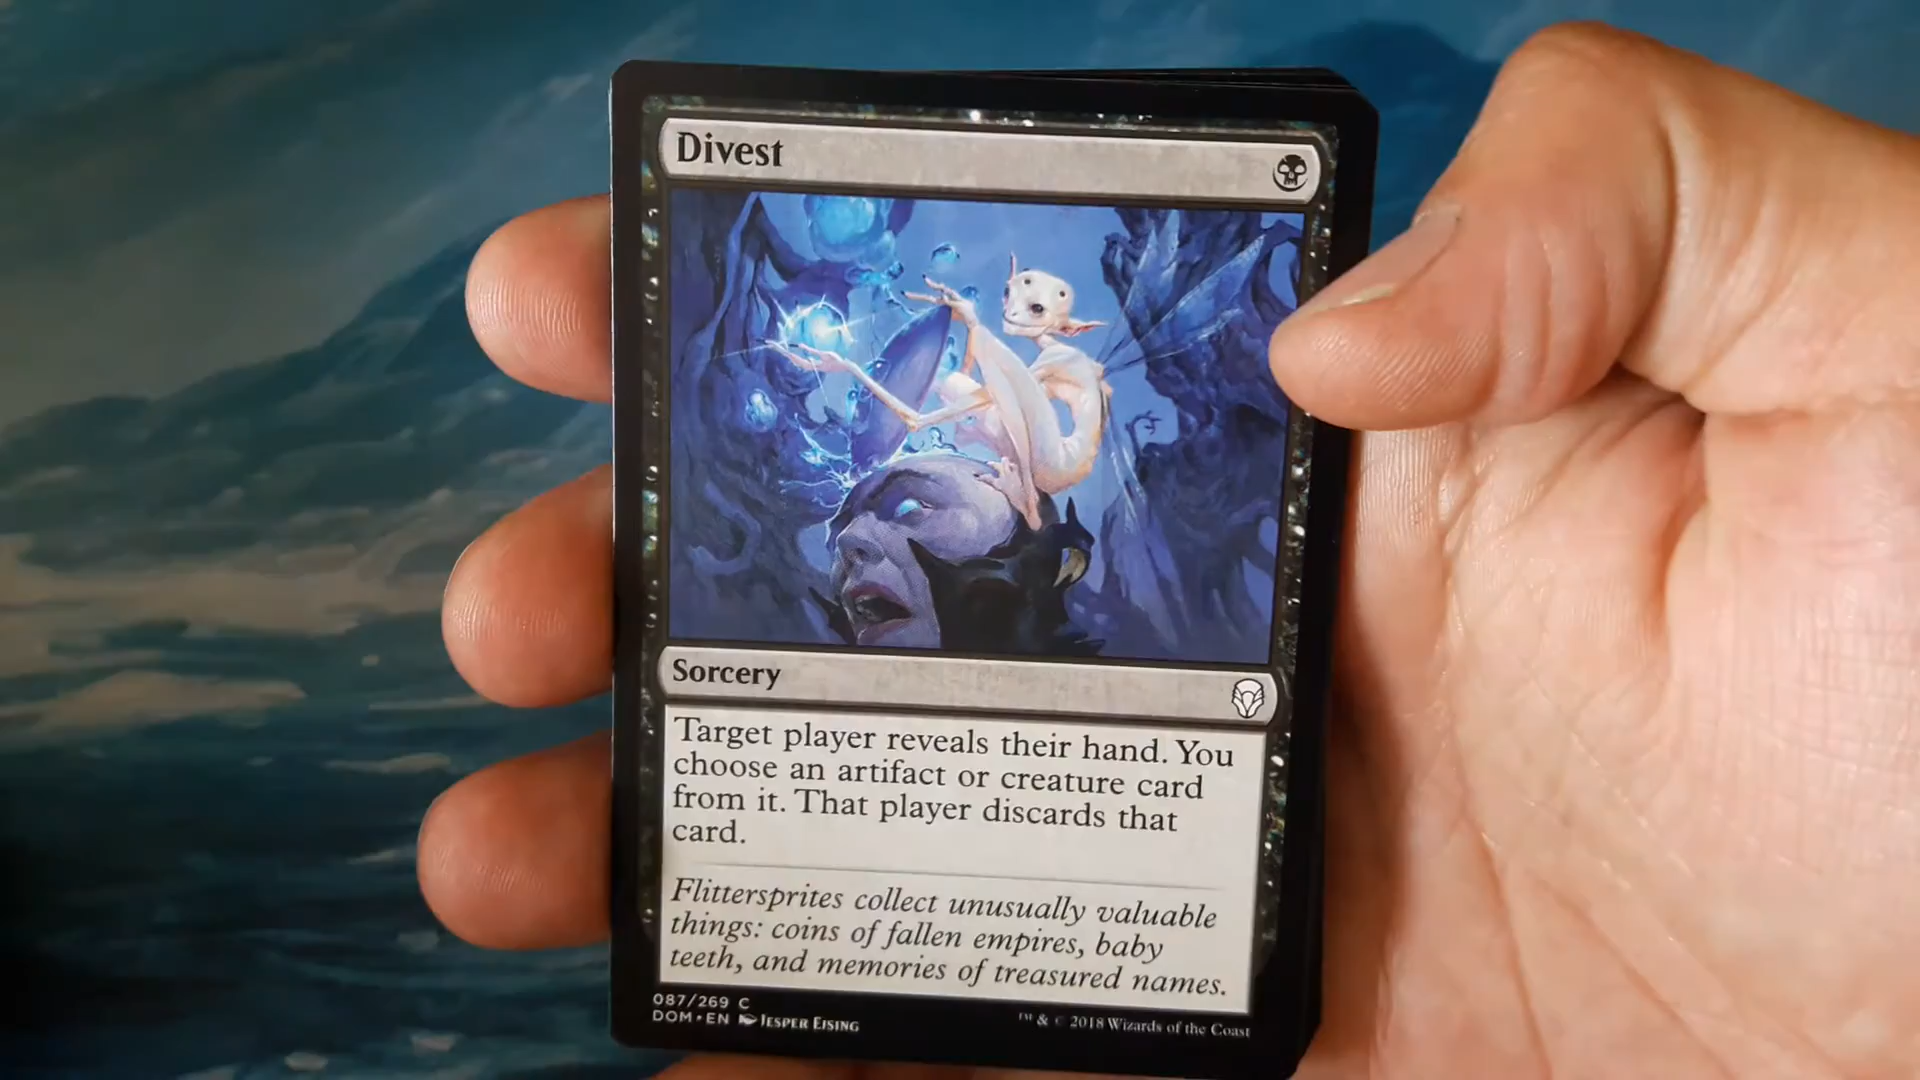 Divest
Sorcery
Target player reveals their hand. You
choose an artifact or creature card
from it. That player discards that
card.
Flittersprites collect unusually valuable
things: coins of fallen empires, baby
teeth, and memories of treasured names.
087/269 C
DOM • EN Jesper Eising
™ & © 2018 Wizards of the Coast